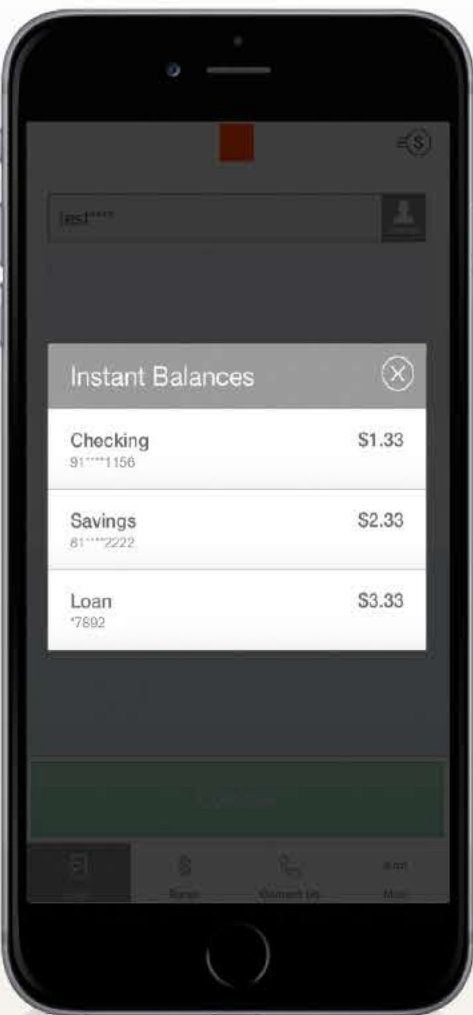 test****
Instant Balances
Checking
$1.33
91****1156
Savings
$2.33
81****2222
Loan
$3.33
*7892
Contact Us
More